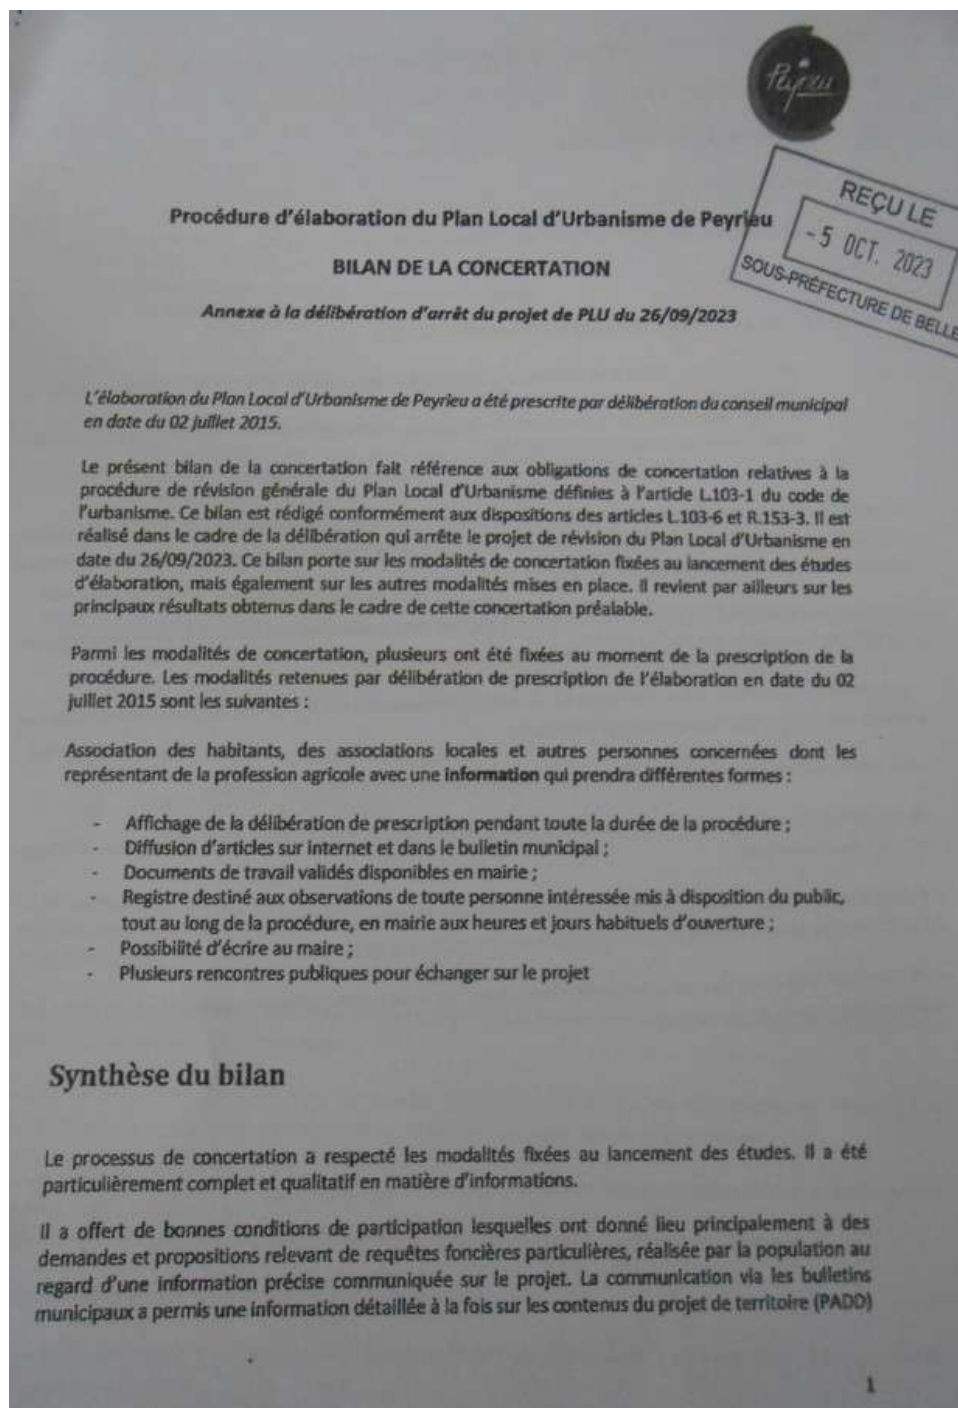 Peyrieu
REÇU LE
- 5 OCT. 2023
SOUS-PRÉFECTURE DE BELLE
Procédure d'élaboration du Plan Local d'Urbanisme de Peyrieu
BILAN DE LA CONCERTATION
Annexe à la délibération d'arrêt du projet de PLU du 26/09/2023
L'élaboration du Plan Local d'Urbanisme de Peyrieu a été prescrite par délibération du conseil municipal
en date du 02 juillet 2015.
Le présent bilan de la concertation fait référence aux obligations de concertation relatives à la
procédure de révision générale du Plan Local d'Urbanisme définies à l'article L.103-1 du code de
l'urbanisme. Ce bilan est rédigé conformément aux dispositions des articles L.103-6 et R.153-3. Il est
réalisé dans le cadre de la délibération qui arrête le projet de révision du Plan Local d'Urbanisme en
date du 26/09/2023. Ce bilan porte sur les modalités de concertation fixées au lancement des études
d'élaboration, mais également sur les autres modalités mises en place. Il revient par ailleurs sur les
principaux résultats obtenus dans le cadre de cette concertation préalable.
Parmi les modalités de concertation, plusieurs ont été fixées au moment de la prescription de la
procédure. Les modalités retenues par délibération de prescription de l'élaboration en date du 02
juillet 2015 sont les suivantes :
Association des habitants, des associations locales et autres personnes concernées dont les
représentant de la profession agricole avec une information qui prendra différentes formes :
- Affichage de la délibération de prescription pendant toute la durée de la procédure ;
- Diffusion d'articles sur internet et dans le bulletin municipal ;
- Documents de travail validés disponibles en mairie ;
- Registre destiné aux observations de toute personne intéressée mis à disposition du public,
tout au long de la procédure, en mairie aux heures et jours habituels d'ouverture ;
- Possibilité d'écrire au maire ;
- Plusieurs rencontres publiques pour échanger sur le projet
Synthèse du bilan
Le processus de concertation a respecté les modalités fixées au lancement des études. Il a été
particulièrement complet et qualitatif en matière d'informations.
Il a offert de bonnes conditions de participation lesquelles ont donné lieu principalement à des
demandes et propositions relevant de requêtes foncières particulières, réalisée par la population au
regard d'une information précise communiquée sur le projet. La communication via les bulletins
municipaux a permis une information détaillée à la fois sur les contenus du projet de territoire (PADD)
1